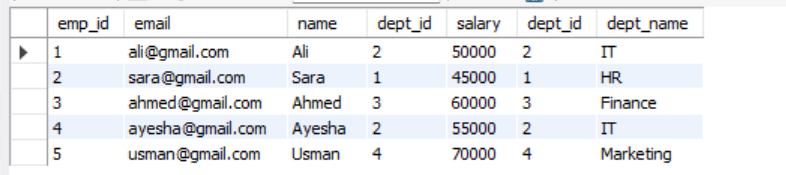 emp_id email name dept_id salary dept_id dept_name
1 ali@gmail.com Ali 2 50000 2 IT
2 sara@gmail.com Sara 1 45000 1 HR
3 ahmed@gmail.com Ahmed 3 60000 3 Finance
4 ayesha@gmail.com Ayesha 2 55000 2 IT
5 usman@gmail.com Usman 4 70000 4 Marketing